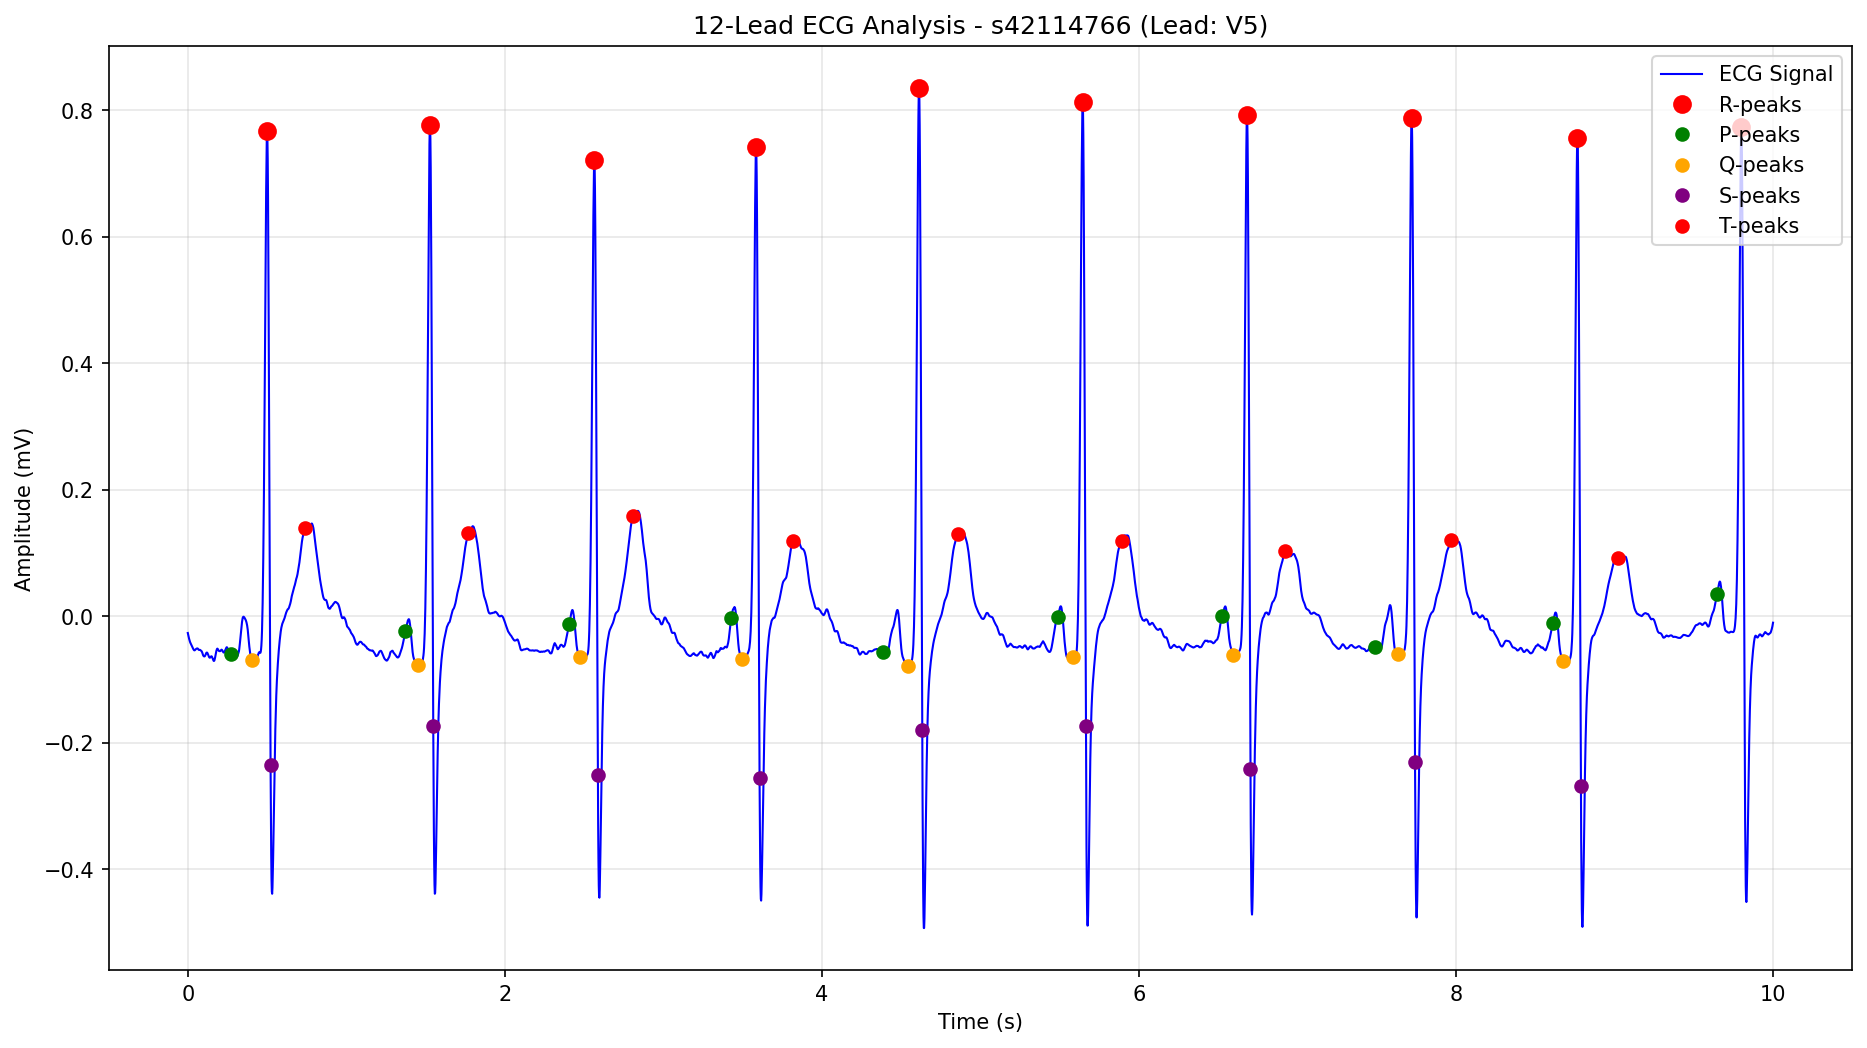 12-Lead ECG Analysis - s42114766 (Lead: V5)
ECG Signal
R-peaks
P-peaks
Q-peaks
S-peaks
T-peaks
Amplitude (mV)
0.8
0.6
0.4
0.2
0.0
−0.2
−0.4
0 2 4 6 8 10
Time (s)